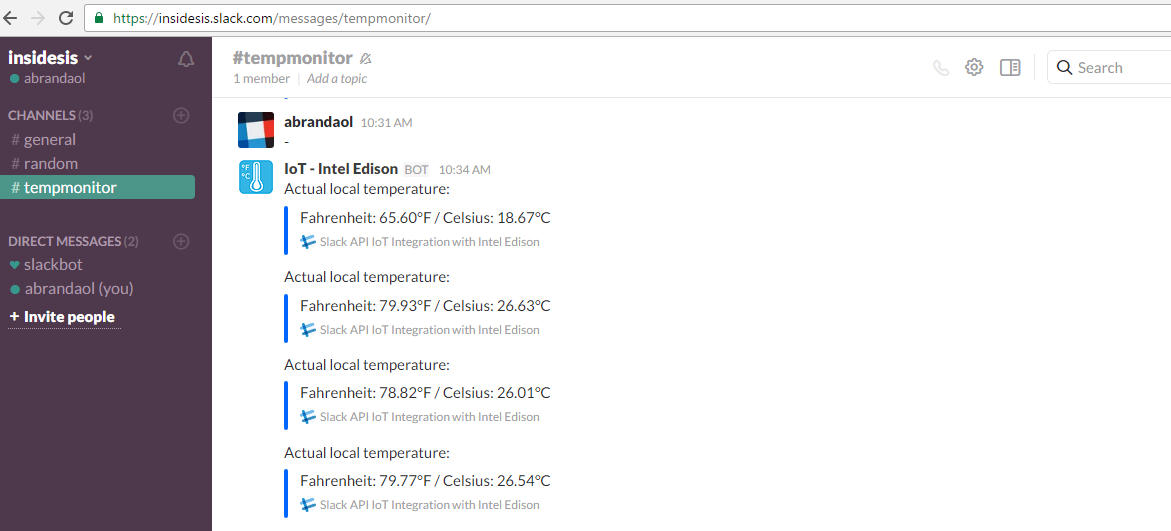 https://insidesis.slack.com/messages/tempmonitor/
insidesis
abrandaol
CHANNELS (3)
# general
# random
# tempmonitor
DIRECT MESSAGES (2)
slackbot
abrandaol (you)
+ Invite people
#tempmonitor
1 member | Add a topic
Search
abrandaol 10:31 AM
-
°F
°C
IoT - Intel Edison BOT 10:34 AM
Actual local temperature:
Fahrenheit: 65.60°F / Celsius: 18.67°C
Slack API IoT Integration with Intel Edison
Actual local temperature:
Fahrenheit: 79.93°F / Celsius: 26.63°C
Slack API IoT Integration with Intel Edison
Actual local temperature:
Fahrenheit: 78.82°F / Celsius: 26.01°C
Slack API IoT Integration with Intel Edison
Actual local temperature:
Fahrenheit: 79.77°F / Celsius: 26.54°C
Slack API IoT Integration with Intel Edison